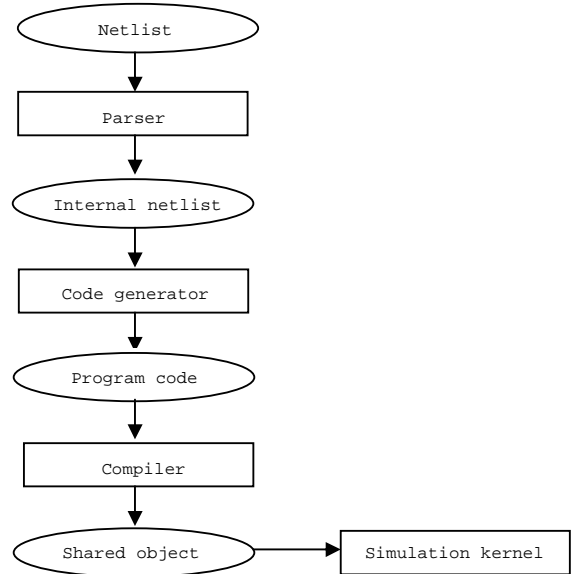 Netlist
Parser
Internal netlist
Code generator
Program code
Compiler
Shared object
Simulation kernel